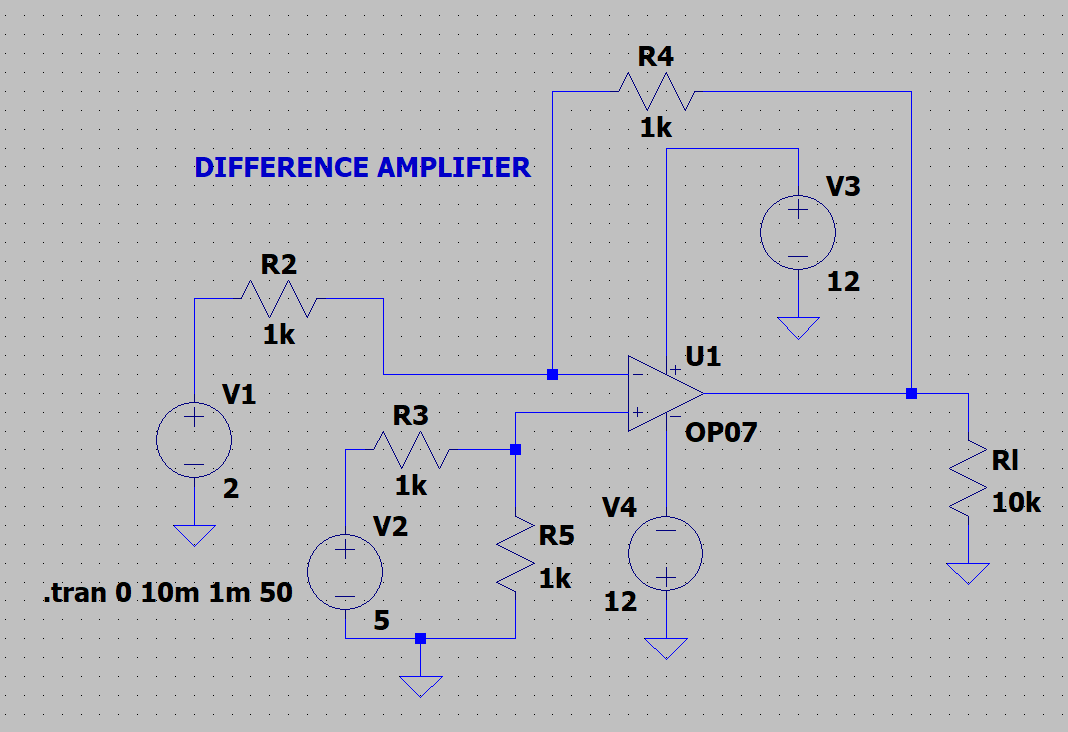 R4
1k
DIFFERENCE AMPLIFIER
V3
12
R2
1k
U1
OP07
V1
2
R3
1k
V2
5
R5
1k
V4
12
Rl
10k
.tran 0 10m 1m 50